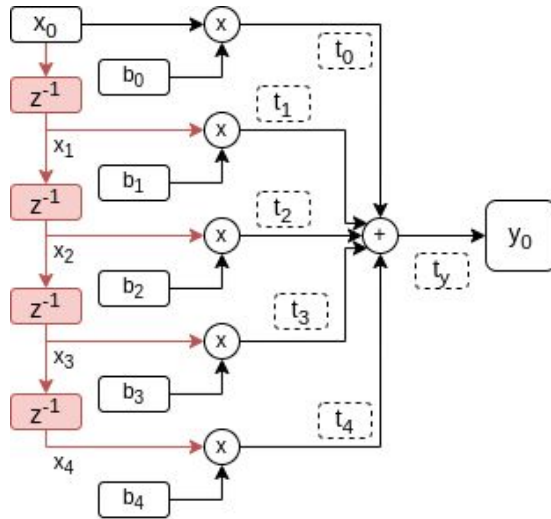 x₀ x t₀
b₀
z⁻¹
x₁ x t₁
b₁
z⁻¹
x₂ x t₂ + y₀
t_y
b₂
z⁻¹
t₃
x₃ x
b₃
z⁻¹
t₄
x₄ x
b₄